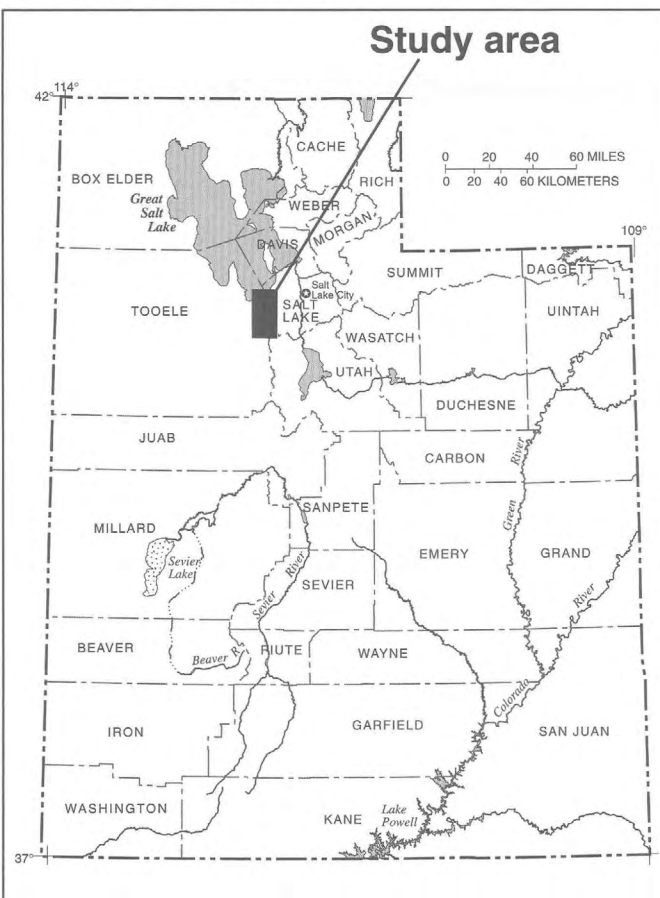 Study area
114°
42°
CACHE
0 20 40 60 MILES
BOX ELDER
RICH
0 20 40 60 KILOMETERS
Great
Salt
Lake
WEBER
MORGAN
109°
DAVIS
SUMMIT
DAGGETT
Salt
Lake City
TOOELE
SALT
LAKE
UINTAH
WASATCH
UTAH
DUCHESNE
JUAB
CARBON
River
Green
SANPETE
MILLARD
EMERY
GRAND
Sevier
Lake
River
Sevier
SEVIER
River
BEAVER
Beaver R.
PIUTE
WAYNE
Colorado
IRON
GARFIELD
SAN JUAN
WASHINGTON
KANE
Lake
Powell
37°